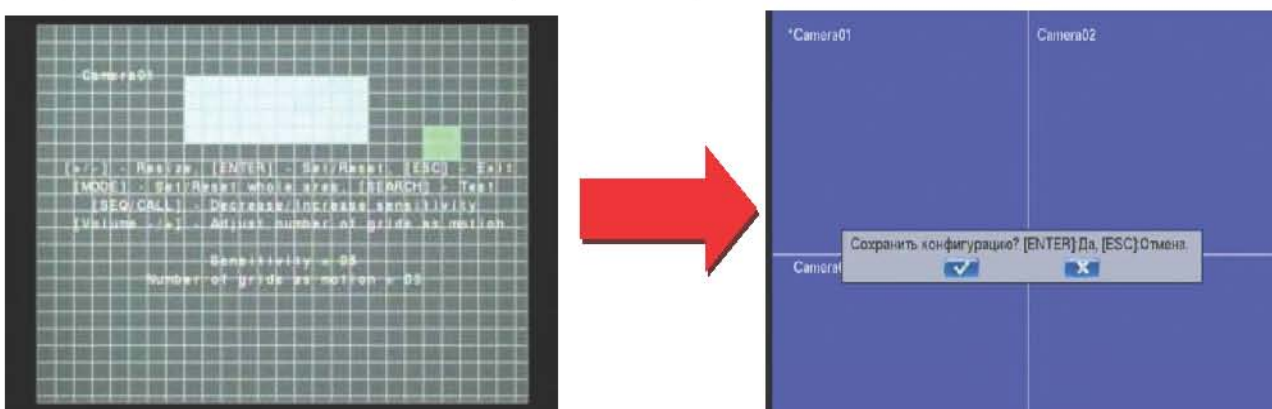 Camera01
[+/-] - Resize, [ENTER] - Set/Reset, [ESC] - Exit
[MODE] - Set/Reset whole area, [SEARCH] - Test
[SEQ/CALL] - Decrease/Increase sensitivity
[Volume -/+] - Adjust number of grids as motion
Sensitivity = 05
Number of grids as motion = 03
*Camera01
Camera02
Сохранить конфигурацию? [ENTER]:Да, [ESC]:Отмена.